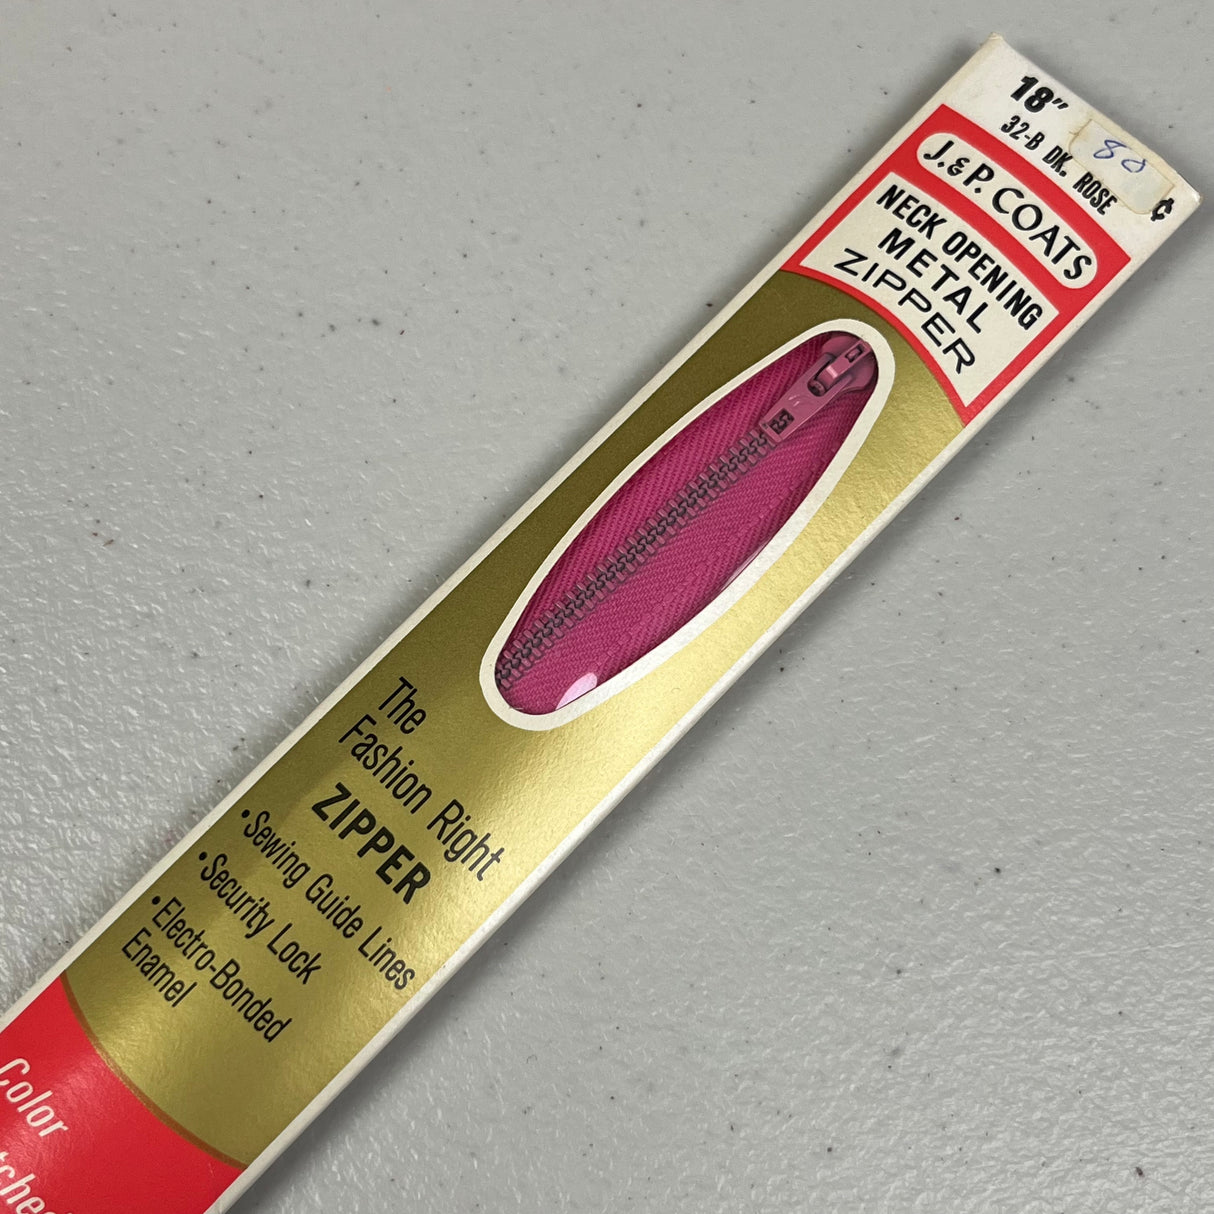 18"
32-B DK. ROSE
80
¢
J. & P. COATS
NECK OPENING
METAL
ZIPPER
The
Fashion Right
ZIPPER
•Sewing Guide Lines
•Security Lock
•Electro-Bonded
Enamel
Color